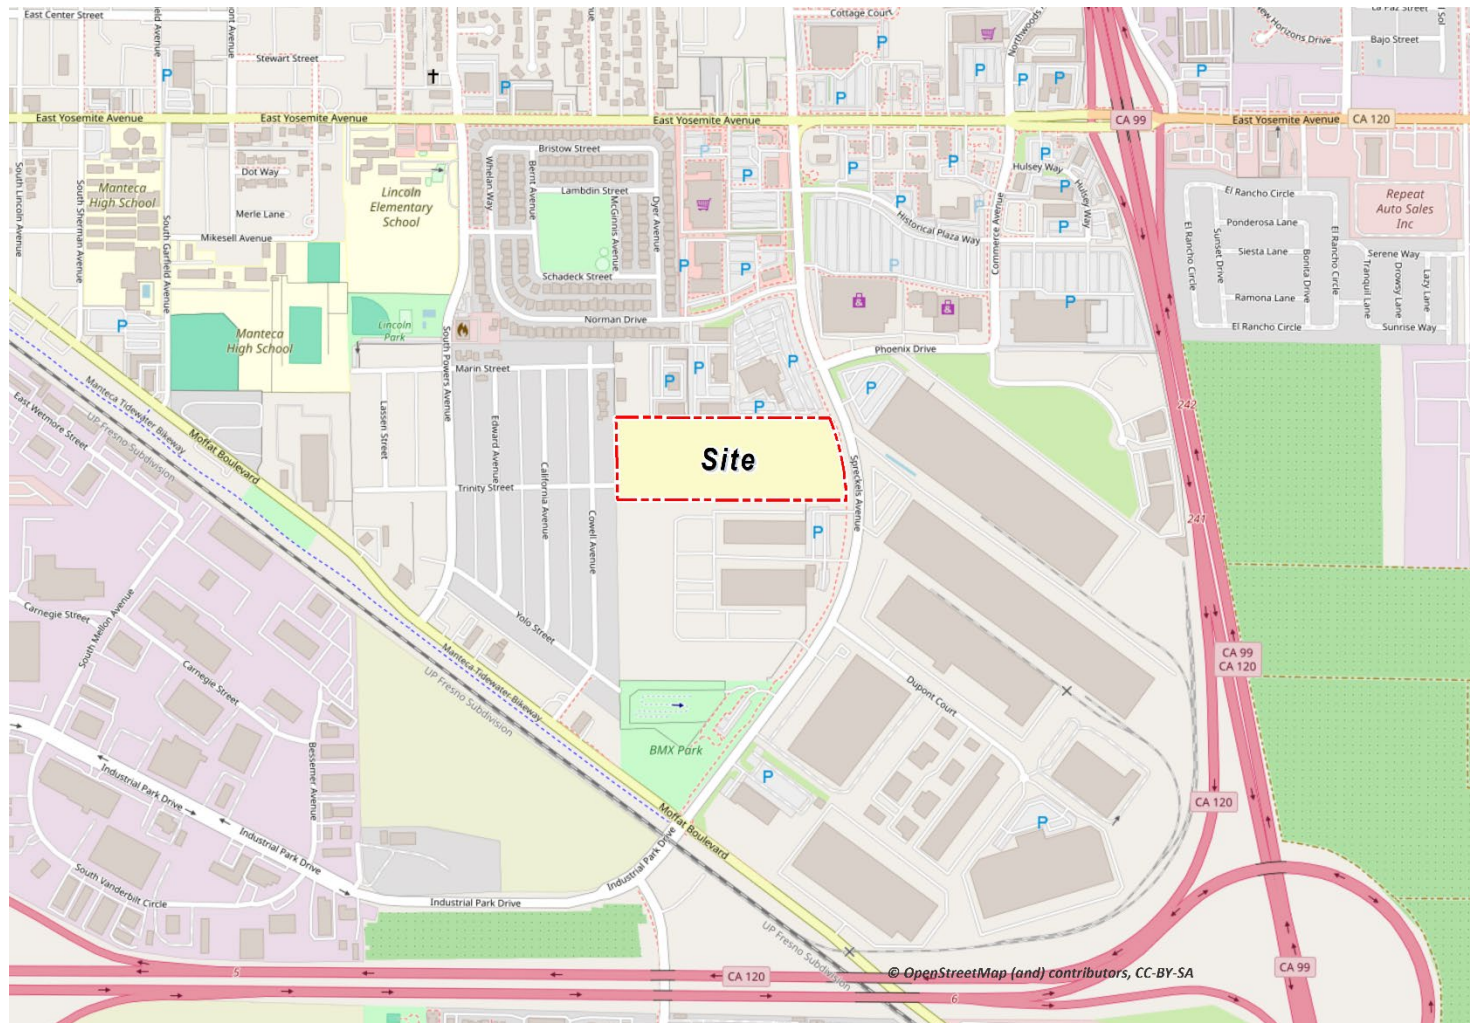 East Center Street
Cottage Court
La Paz Street
Bajo Street
New Horizons Drive
Stewart Street
P
P
P
P
P
P
P
East Yosemite Avenue
East Yosemite Avenue
East Yosemite Avenue
CA 99
East Yosemite Avenue
CA 120
Bristow Street
Whelan Way
Bernt Avenue
Lambdin Street
McGinnis Avenue
Dyer Avenue
Schadeck Street
Norman Drive
Dot Way
Merle Lane
Mikesell Avenue
South Lincoln Avenue
South Sherman Avenue
South Garfield Avenue
Manteca
High School
Lincoln
Elementary
School
Hulsey Way
Hulsey Way
Historical Plaza Way
Commerce Avenue
El Rancho Circle
Ponderosa Lane
Siesta Lane
Ramona Lane
El Rancho Circle
El Rancho Circle
Sunset Drive
Bonita Drive
El Rancho Circle
Tranquil Lane
Drowsy Lane
Lazy Lane
Serene Way
Sunrise Way
Repeat
Auto Sales
Inc
Manteca
High School
Lincoln
Park
South Powers Avenue
Marin Street
Phoenix Drive
Lassen Street
Edward Avenue
California Avenue
Cowell Avenue
Trinity Street
Yolo Street
Site
Spreckels Avenue
242
241
Manteca Tidewater Bikeway
UP Fresno Subdivision
Moffat Boulevard
East Wetmore Street
Carnegie Street
South Mellon Avenue
Carnegie Street
Bessemer Avenue
Manteca Tidewater Bikeway
UP Fresno Subdivision
CA 99
CA 120
Dupont Court
BMX Park
Industrial Park Drive
Industrial Park Drive
Industrial Park Drive
Industrial Park Drive
South Vanderbilt Circle
Moffat Boulevard
UP Fresno Subdivision
CA 120
CA 120
CA 99
5
6
© OpenStreetMap (and) contributors, CC-BY-SA